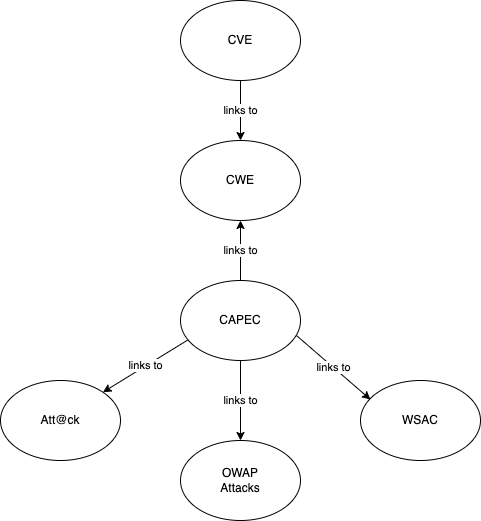 CVE
links to
CWE
links to
CAPEC
links to
links to
links to
Att@ck
WSAC
OWAP
Attacks